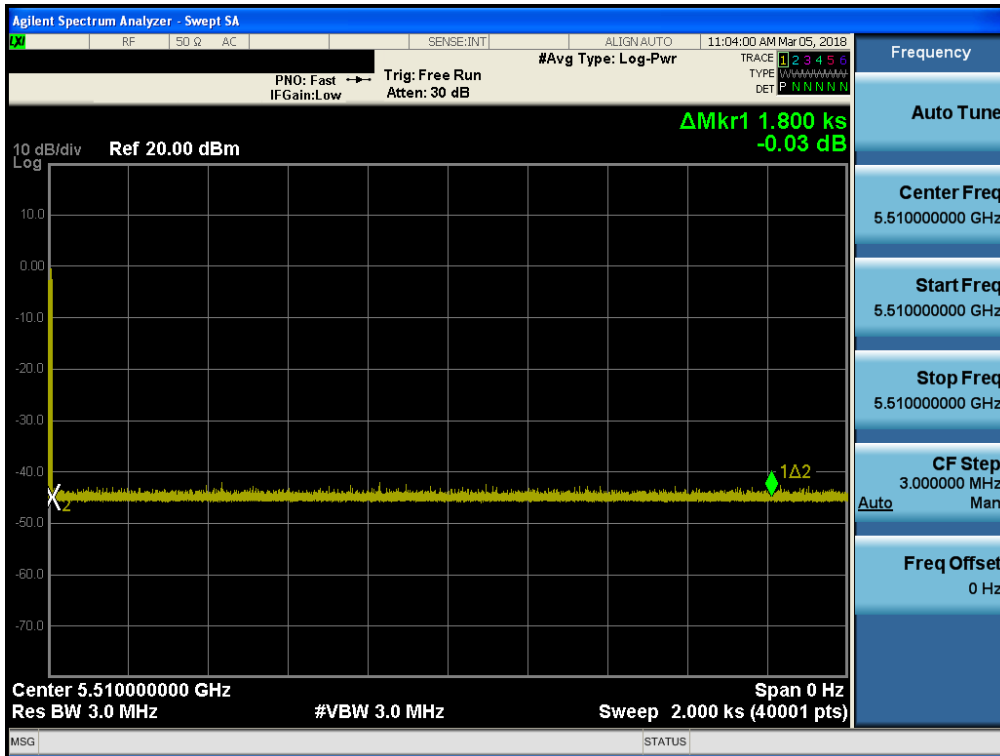 Agilent Spectrum Analyzer - Swept SA
LXI RF 50 Ω AC SENSE:INT ALIGN AUTO 11:04:00 AM Mar 05, 2018
Frequency
#Avg Type: Log-Pwr
TRACE 1 2 3 4 5 6
PNO: Fast Trig: Free Run
TYPE WWWWWW
IFGain:Low Atten: 30 dB
DET P N N N N N
Auto Tune
ΔMkr1 1.800 ks
-0.03 dB
10 dB/div Ref 20.00 dBm
Log
Center Freq
5.510000000 GHz
10.0
0.00
Start Freq
5.510000000 GHz
-10.0
-20.0
Stop Freq
5.510000000 GHz
-30.0
-40.0
1Δ2
CF Step
3.000000 MHz
Auto Man
X2
-50.0
-60.0
Freq Offset
0 Hz
-70.0
Center 5.510000000 GHz Span 0 Hz
Res BW 3.0 MHz #VBW 3.0 MHz Sweep 2.000 ks (40001 pts)
MSG STATUS